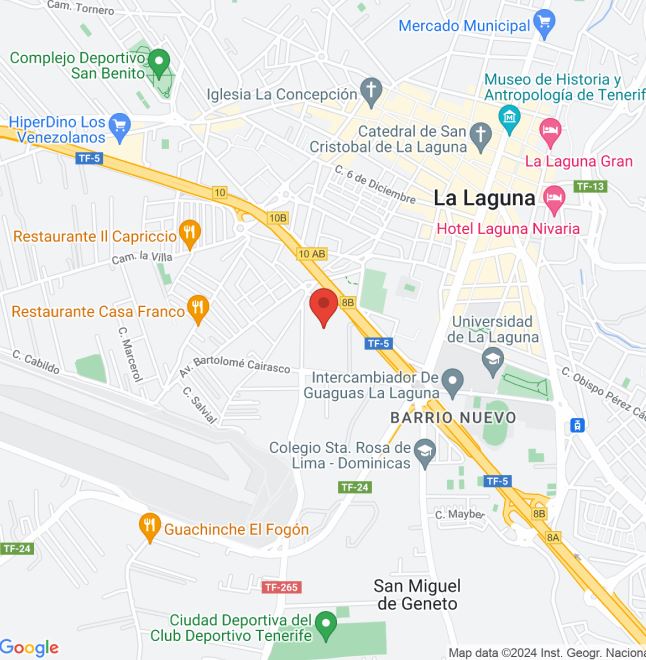 Cam. Tornero
Mercado Municipal
Complejo Deportivo
San Benito
Iglesia La Concepción
Museo de Historia y
Antropología de Tenerif
HiperDino Los
Venezolanos
Catedral de San
Cristobal de La Laguna
La Laguna Gran
TF-5
C. 6 de Diciembre
10
TF-13
La Laguna
10B
Hotel Laguna Nivaria
Restaurante Il Capriccio
Cam. la Villa
10 AB
8B
Restaurante Casa Franco
Universidad
de La Laguna
TF-5
C. Marcerol
C. Cabildo
Av. Bartolomé Cairasco
C. Salvial
Intercambiador De
Guaguas La Laguna
C. Obispo Pérez Các
BARRIO NUEVO
Colegio Sta. Rosa de
Lima - Dominicas
TF-24
TF-5
C. Mayber
8B
8A
Guachinche El Fogón
TF-24
TF-265
San Miguel
de Geneto
Ciudad Deportiva del
Club Deportivo Tenerife
Google
Map data ©2024 Inst. Geogr. Naciona